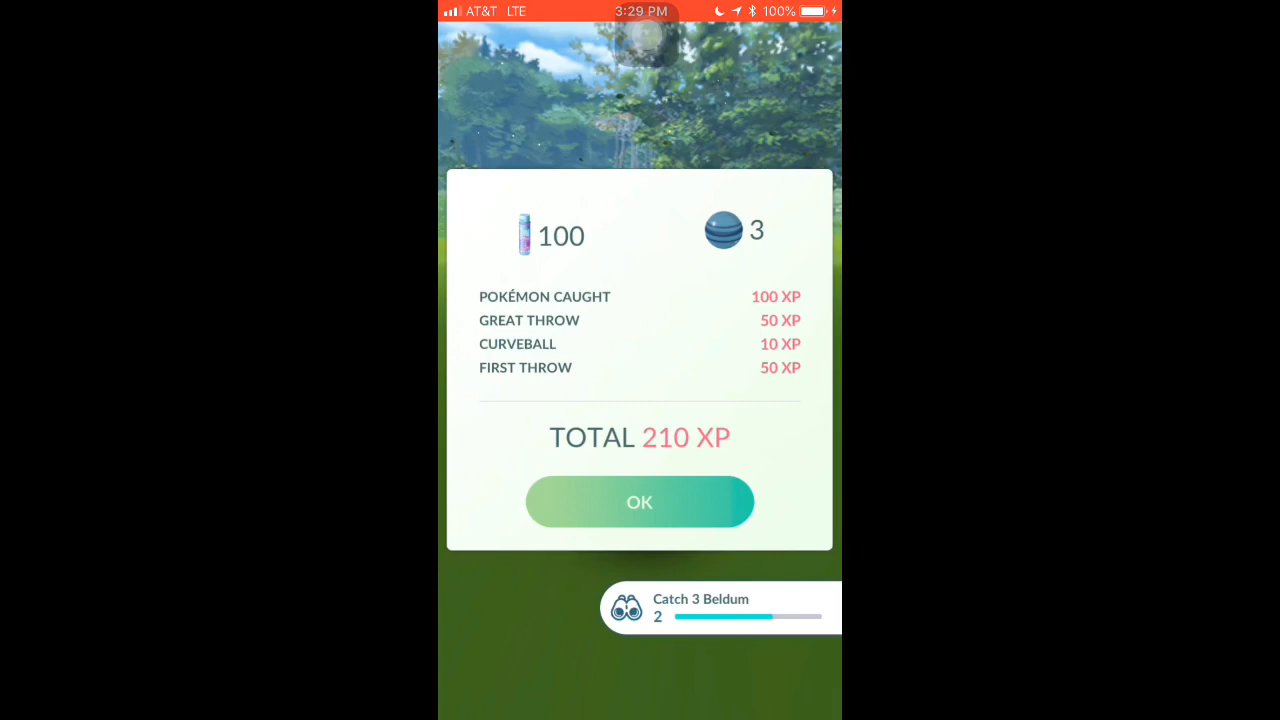 AT&T LTE 3:29 PM 100%
100 3
POKÉMON CAUGHT 100 XP
GREAT THROW 50 XP
CURVEBALL 10 XP
FIRST THROW 50 XP
TOTAL 210 XP
OK
Catch 3 Beldum
2